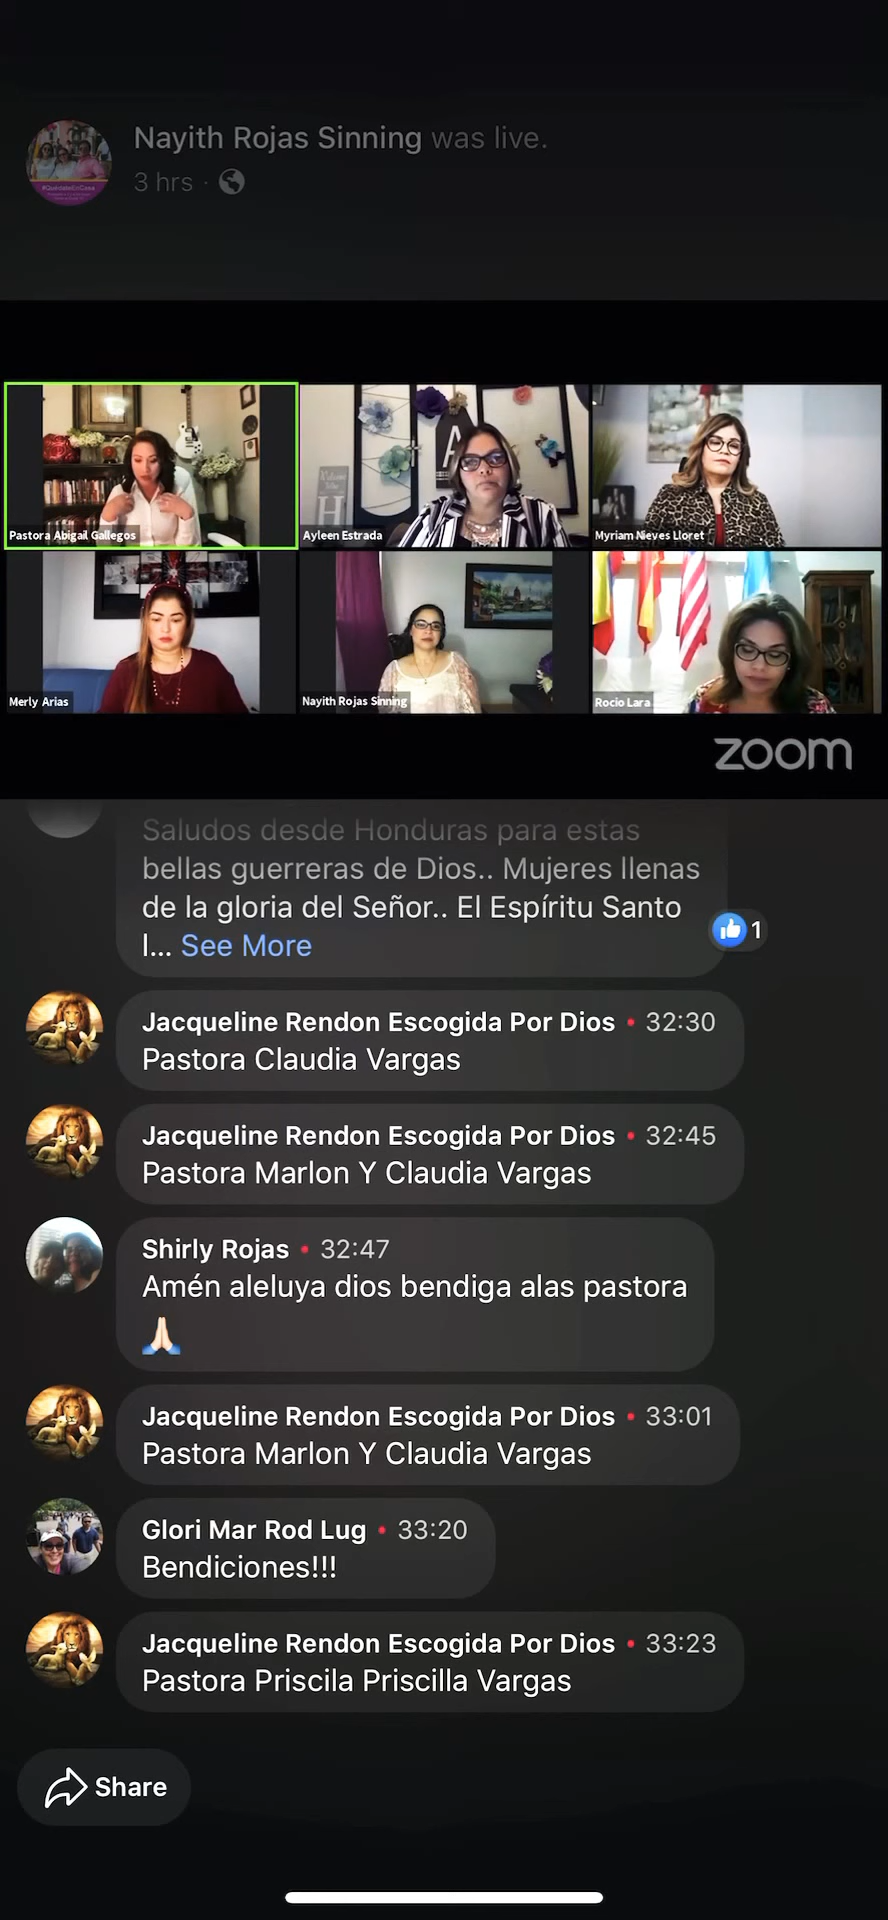 Nayith Rojas Sinning was live.
3 hrs ·
#QuédateEnCasa
Pastora Abigail Gallegos
Ayleen Estrada
Myriam Nieves Lloret
Merly Arias
Nayith Rojas Sinning
Rocio Lara
zoom
Saludos desde Honduras para estas
bellas guerreras de Dios.. Mujeres llenas
de la gloria del Señor.. El Espíritu Santo
l... See More
1
Jacqueline Rendon Escogida Por Dios • 32:30
Pastora Claudia Vargas
Jacqueline Rendon Escogida Por Dios • 32:45
Pastora Marlon Y Claudia Vargas
Shirly Rojas • 32:47
Amén aleluya dios bendiga alas pastora
🙏🏻
Jacqueline Rendon Escogida Por Dios • 33:01
Pastora Marlon Y Claudia Vargas
Glori Mar Rod Lug • 33:20
Bendiciones!!!
Jacqueline Rendon Escogida Por Dios • 33:23
Pastora Priscila Priscilla Vargas
Share